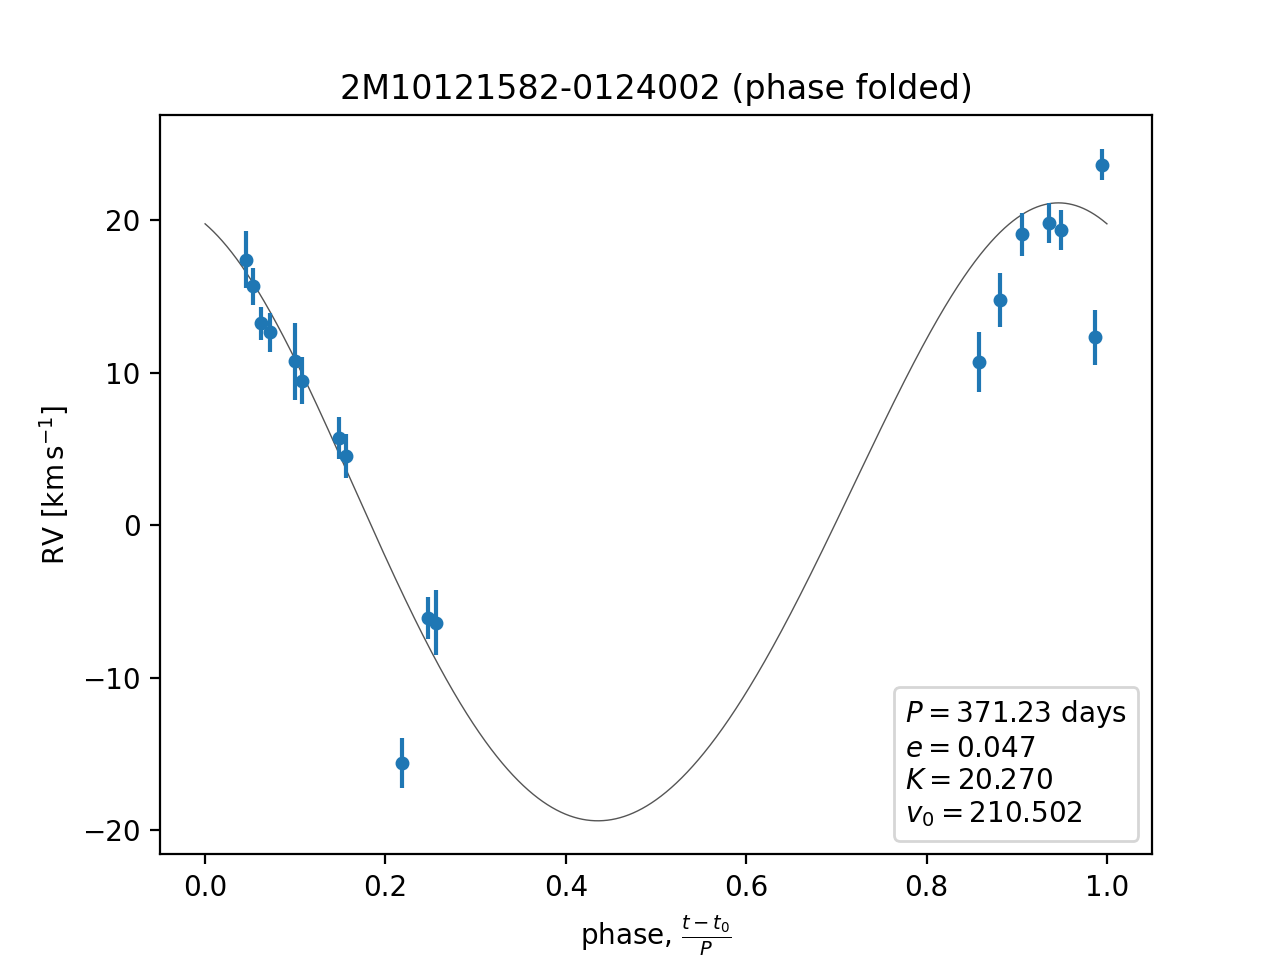 2M10121582-0124002 (phase folded)
RV [km s⁻¹]
20
10
0
−10
−20
P = 371.23 days
e = 0.047
K = 20.270
v₀ = 210.502
0.0 0.2 0.4 0.6 0.8 1.0
phase, (t − t₀)/P